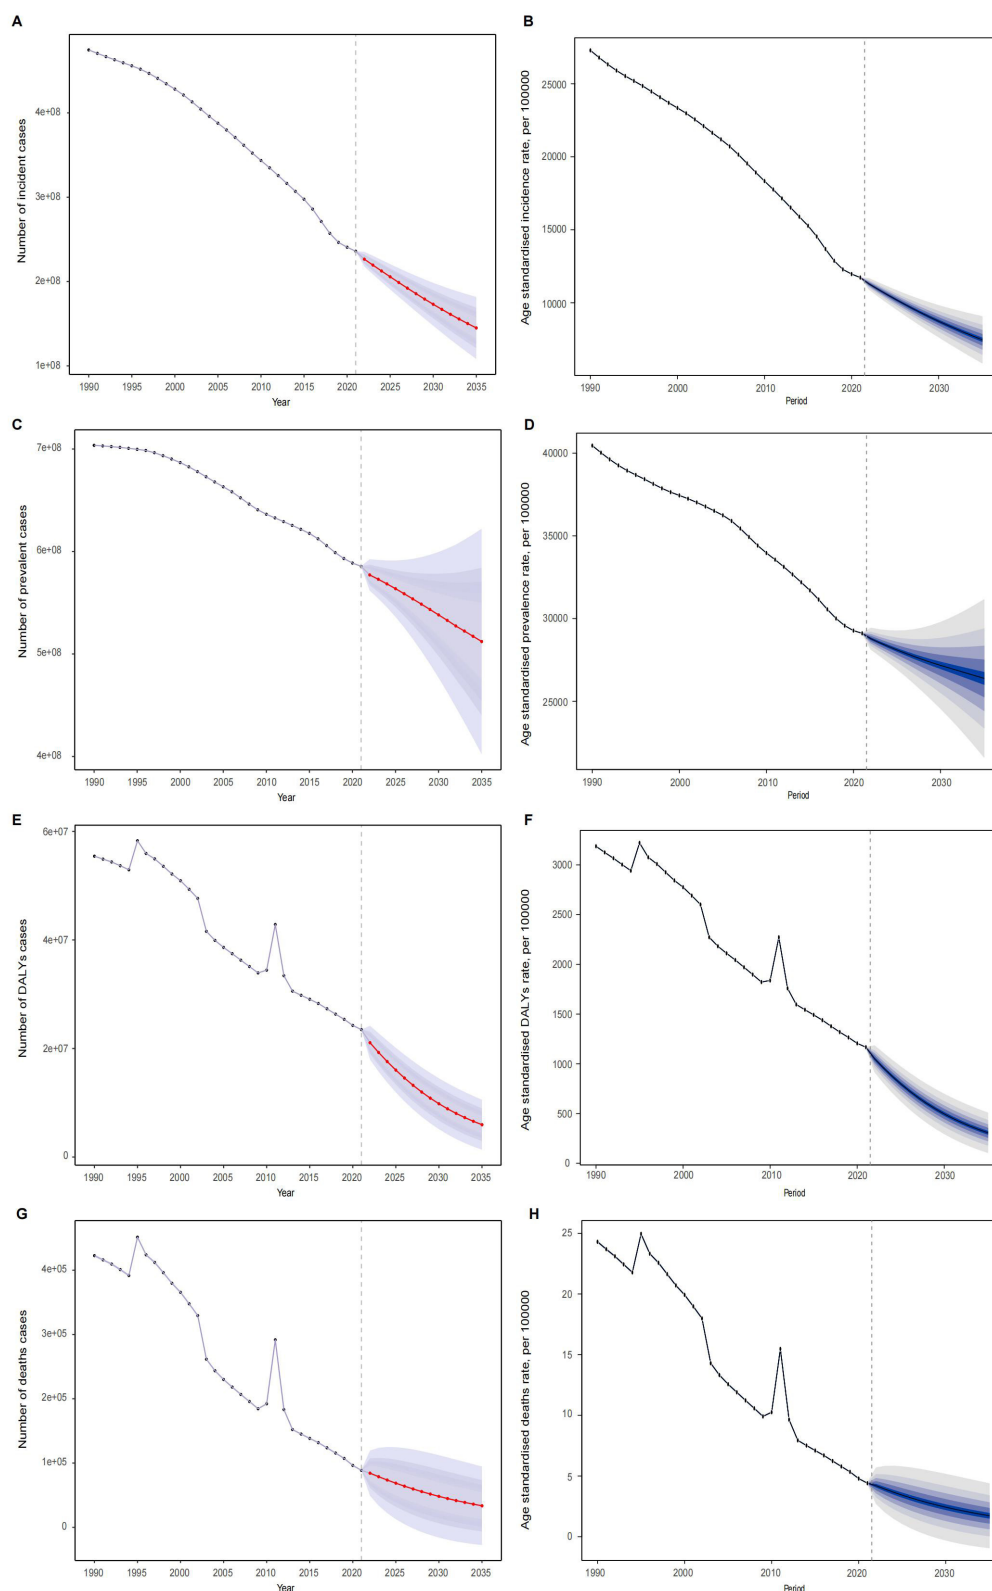 A
Number of incident cases
4e+08
3e+08
2e+08
1e+08
1990 1995 2000 2005 2010 2015 2020 2025 2030 2035
Year
B
Age standardised incidence rate, per 100000
25000
20000
15000
10000
1990 2000 2010 2020 2030
Period
C
Number of prevalent cases
7e+08
6e+08
5e+08
4e+08
1990 1995 2000 2005 2010 2015 2020 2025 2030 2035
Year
D
Age standardised prevalence rate, per 100000
40000
35000
30000
25000
1990 2000 2010 2020 2030
Period
E
Number of DALYs cases
6e+07
4e+07
2e+07
0
1990 1995 2000 2005 2010 2015 2020 2025 2030 2035
Year
F
Age standardised DALYs rate, per 100000
3000
2500
2000
1500
1000
500
0
1990 2000 2010 2020 2030
Period
G
Number of deaths cases
4e+05
3e+05
2e+05
1e+05
0
1990 1995 2000 2005 2010 2015 2020 2025 2030 2035
Year
H
Age standardised deaths rate, per 100000
25
20
15
10
5
0
1990 2000 2010 2020 2030
Period